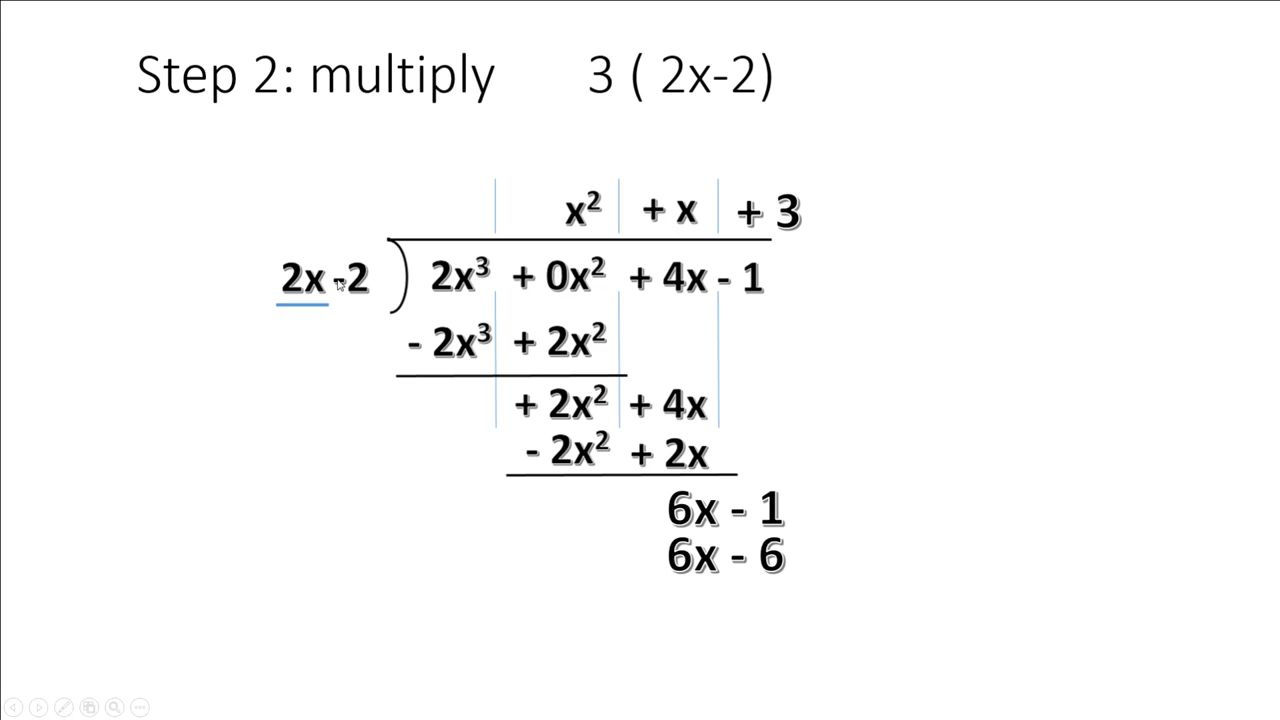 Step 2: multiply 3 ( 2x-2)
x² + x + 3
2x -2 ) 2x³ + 0x² + 4x - 1
- 2x³ + 2x²
+ 2x² + 4x
- 2x² + 2x
6x - 1
6x - 6